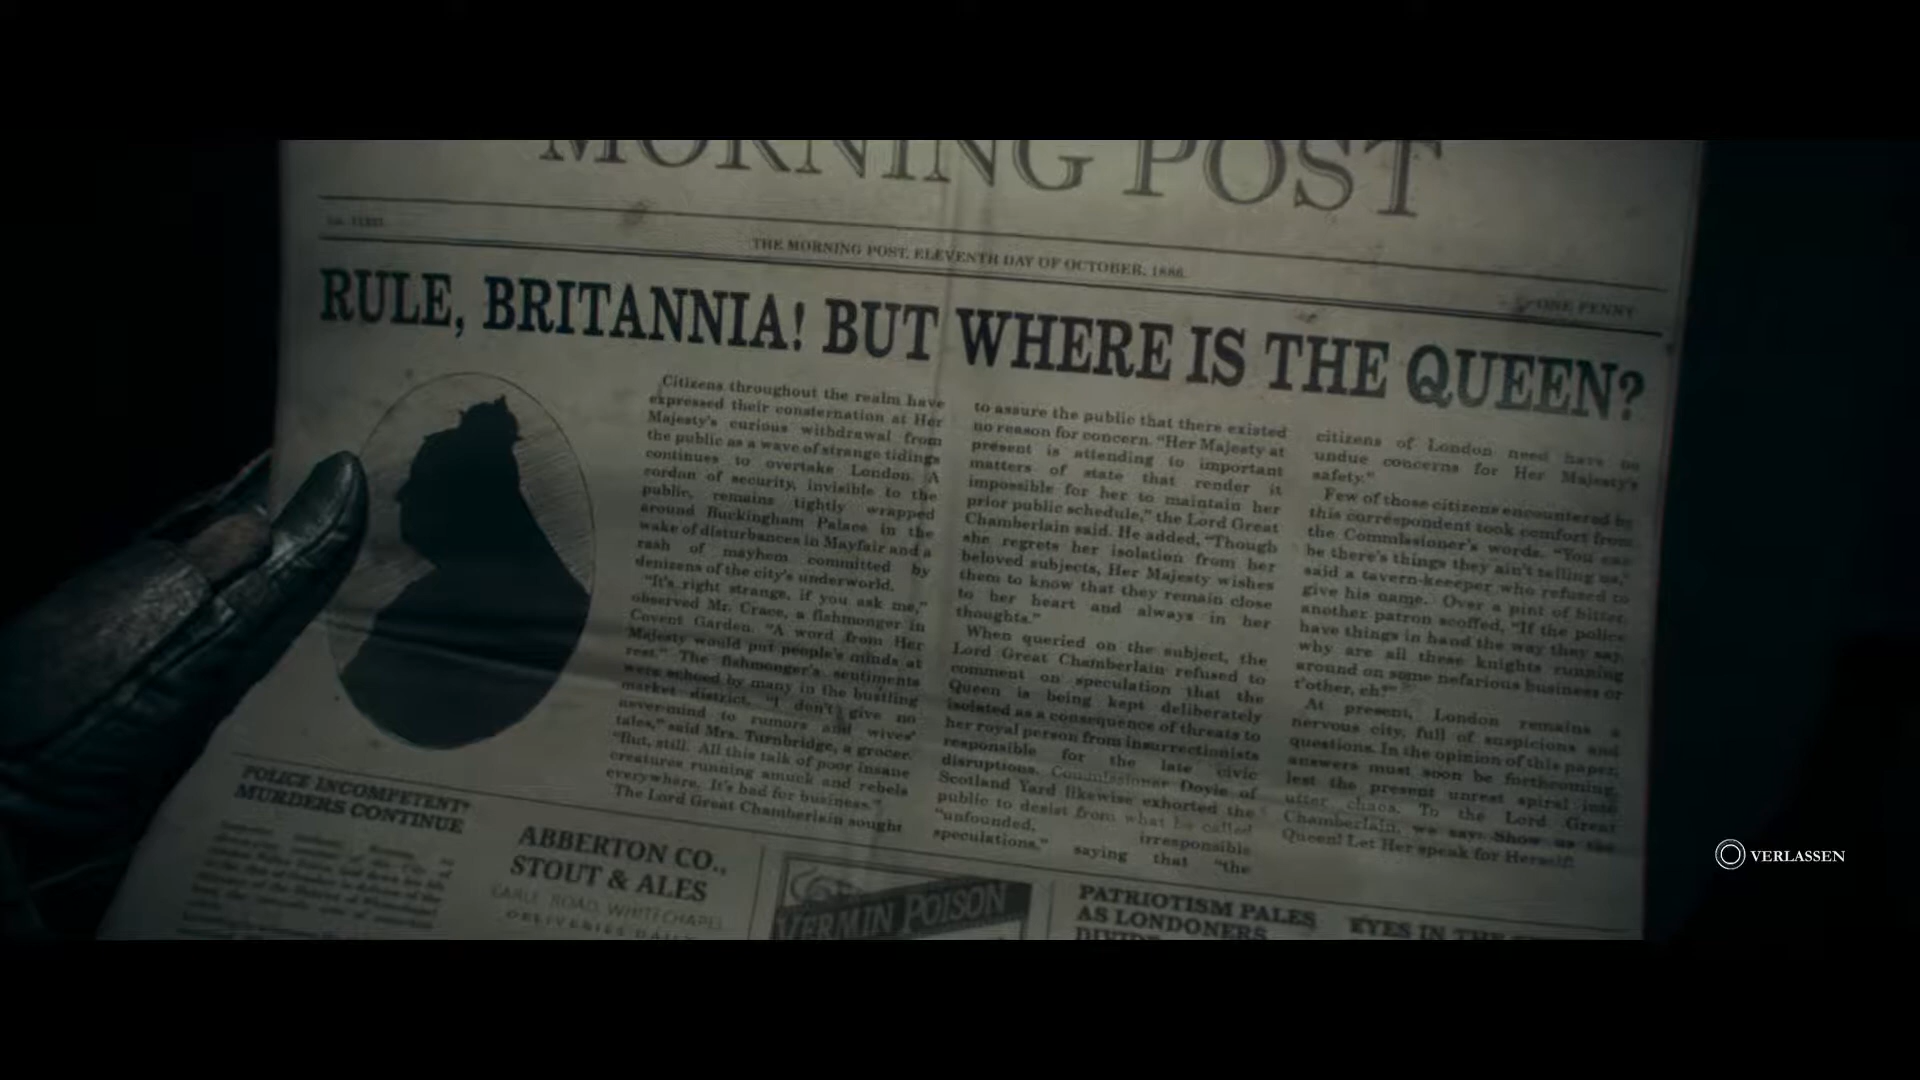 MORNING POST
THE MORNING POST, ELEVENTH DAY OF OCTOBER, 1886.
ONE PENNY
RULE, BRITANNIA! BUT WHERE IS THE QUEEN?
Citizens throughout the realm have
expressed their consternation at Her
Majesty's curious withdrawal from
the public as a wave of strange tidings
continues to overtake London. A
cordon of security, invisible to the
public, remains tightly wrapped
around Buckingham Palace in the
wake of disturbances in Mayfair and a
rash of mayhem committed by
denizens of the city's underworld.
"It's right strange, if you ask me,"
observed Mr. Crace, a fishmonger in
Covent Garden. "A word from Her
Majesty would put people's minds at
rest." The fishmonger's sentiments
were echoed by many in the bustling
market district. "I don't give no
never-mind to rumors and wives'
tales," said Mrs. Turnbridge, a grocer.
"But, still. All this talk of poor insane
creatures running amuck and rebels
everywhere. It's bad for business."
The Lord Great Chamberlain sought
to assure the public that there existed
no reason for concern. "Her Majesty at
present is attending to important
matters of state that render it
impossible for her to maintain her
prior public schedule," the Lord Great
Chamberlain said. He added, "Though
she regrets her isolation from her
beloved subjects, Her Majesty wishes
them to know that they remain close
to her heart and always in her
thoughts."
When queried on the subject, the
Lord Great Chamberlain refused to
comment on speculation that the
Queen is being kept deliberately
isolated as a consequence of threats to
her royal person from insurrectionists
responsible for the late civic
disruptions. Commissioner Doyle of
Scotland Yard likewise exhorted the
public to desist from what he called
"unfounded, irresponsible
speculations," saying that "the
citizens of London need have no
undue concerns for Her Majesty's
safety."
Few of those citizens encountered by
this correspondent took comfort from
the Commissioner's words. "You can
be there's things they ain't telling us,"
said a tavern-keeper who refused to
give his name. Over a pint of bitter,
another patron scoffed, "If the police
have things in hand the way they say,
why are all these knights running
around on some nefarious business or
t'other, eh?"
At present, London remains a
nervous city, full of suspicions and
questions. In the opinion of this paper,
answers must soon be forthcoming,
lest the present unrest spiral into
utter chaos. To the Lord Great
Chamberlain, we say: Show us the
Queen! Let Her speak for Herself!
POLICE INCOMPETENT?
MURDERS CONTINUE
ABBERTON CO.,
STOUT & ALES
EARLE ROAD, WHITECHAPEL
DELIVERIES DAILY
VERMIN POISON
PATRIOTISM PALES
AS LONDONERS
DIVIDE
EYES IN THE
VERLASSEN